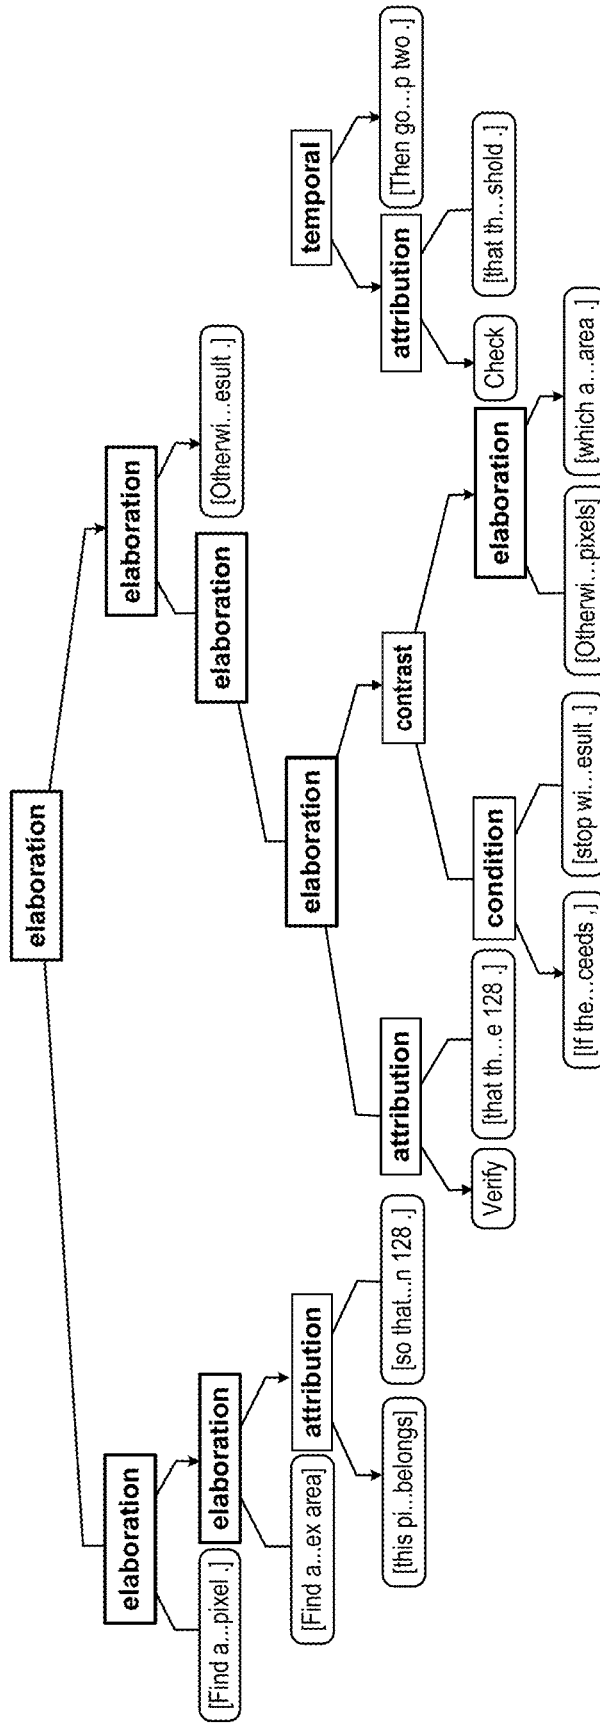 elaboration
elaboration
elaboration
[Find a...pixel .]
elaboration
elaboration
[Otherwi...esult .]
[Find a...ex area]
attribution
elaboration
temporal
[this pi...belongs]
[so that...n 128 .]
attribution
contrast
attribution
[Then go...p two .]
Verify
[that th...e 128 .]
condition
elaboration
Check
[that th...shold .]
[If the...ceeds ,]
[stop wi...esult .]
[Otherwi...pixels]
[which a...area .]